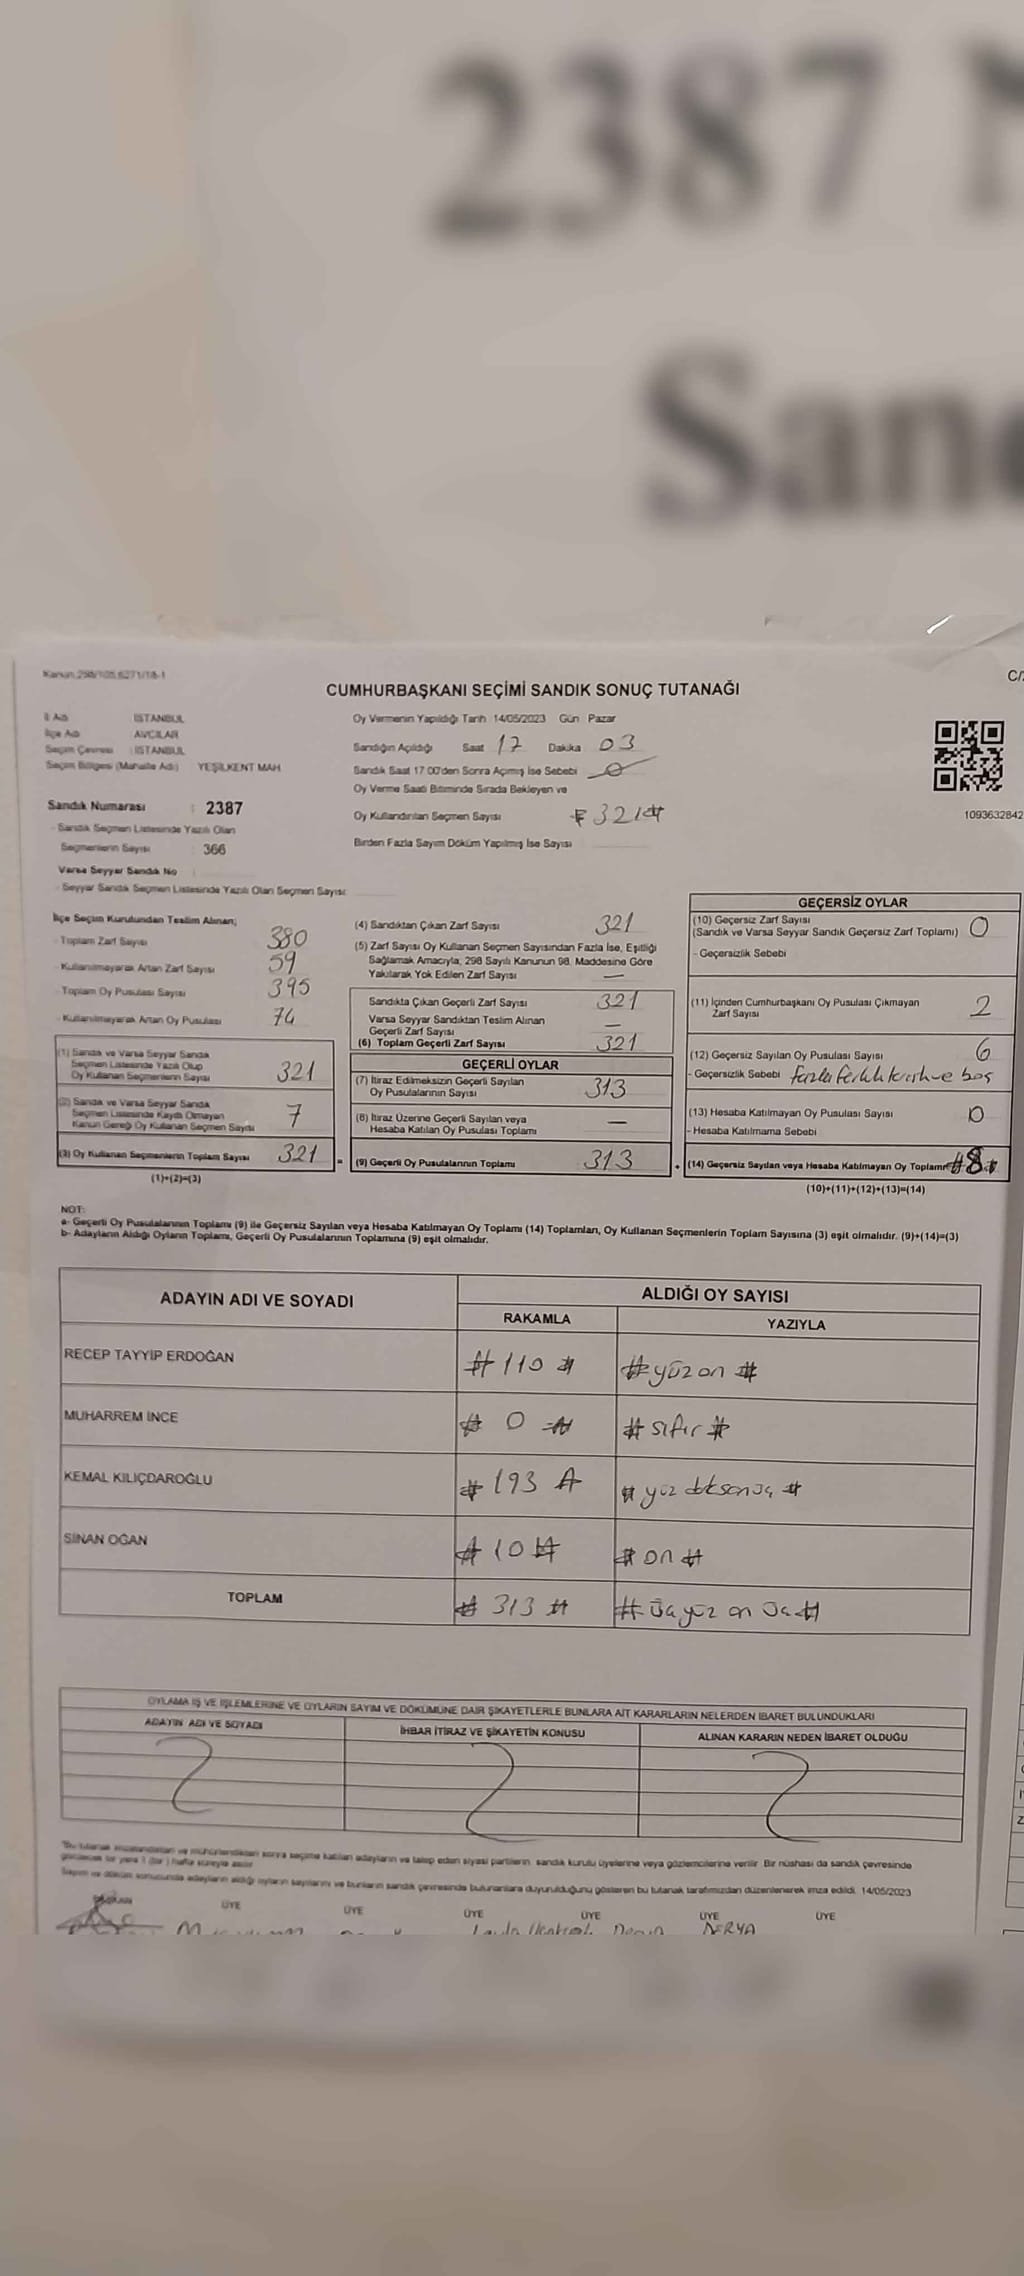 2387
San
Kanun.298/105,6271/18-1
C/
CUMHURBAŞKANI SEÇİMİ SANDIK SONUÇ TUTANAĞI
İl Adı İSTANBUL
İlçe Adı AVCILAR
Seçim Çevresi : İSTANBUL
Seçim Bölgesi (Mahalle Adı) YEŞİLKENT MAH
Sandık Numarası : 2387
- Sandık Seçmen Listesinde Yazılı Olan
Seçmenlerin Sayısı : 366
Varsa Seyyar Sandık No
- Seyyar Sandık Seçmen Listesinde Yazılı Olan Seçmen Sayısı:
Oy Vermenin Yapıldığı Tarih 14/05/2023 Gün Pazar
Sandığın Açıldığı Saat 17 Dakika 03
Sandık Saat 17.00'den Sonra Açımış İse Sebebi
Oy Verme Saati Bitiminde Sırada Bekleyen ve
Oy Kullandırılan Seçmen Sayısı # 321 #
Birden Fazla Sayım Döküm Yapılmış İse Sayısı
1093632842
İlçe Seçim Kurulundan Teslim Alınan;
- Toplam Zarf Sayısı 380
- Kullanılmayarak Artan Zarf Sayısı 59
- Toplam Oy Pusulası Sayısı 395
- Kullanılmayarak Artan Oy Pusulası 74
(1) Sandık ve Varsa Seyyar Sandık
Seçmen Listesinde Yazılı Olup
Oy Kullanan Seçmenlerin Sayısı 321
(2) Sandık ve Varsa Seyyar Sandık
Seçmen Listesinde Kaydı Olmayan
Kanun Gereği Oy Kullanan Seçmen Sayısı 7
(3) Oy Kullanan Seçmenlerin Toplam Sayısı 321 =
(1)+(2)=(3)
(4) Sandıktan Çıkan Zarf Sayısı 321
(5) Zarf Sayısı Oy Kullanan Seçmen Sayısından Fazla İse, Eşitliği
Sağlamak Amacıyla, 298 Sayılı Kanunun 98. Maddesine Göre
Yakılarak Yok Edilen Zarf Sayısı —
Sandıkta Çıkan Geçerli Zarf Sayısı 321
Varsa Seyyar Sandıktan Teslim Alınan
Geçerli Zarf Sayısı —
(6) Toplam Geçerli Zarf Sayısı 321
GEÇERLİ OYLAR
(7) İtiraz Edilmeksizin Geçerli Sayılan
Oy Pusulalarının Sayısı 313
(8) İtiraz Üzerine Geçerli Sayılan veya
Hesaba Katılan Oy Pusulası Toplamı —
(9) Geçerli Oy Pusulalarının Toplamı 313 +
GEÇERSİZ OYLAR
(10) Geçersiz Zarf Sayısı
(Sandık ve Varsa Seyyar Sandık Geçersiz Zarf Toplamı) 0
- Geçersizlik Sebebi
(11) İçinden Cumhurbaşkanı Oy Pusulası Çıkmayan
Zarf Sayısı 2
(12) Geçersiz Sayılan Oy Pusulası Sayısı 6
- Geçersizlik Sebebi ve boş
(13) Hesaba Katılmayan Oy Pusulası Sayısı 0
- Hesaba Katılmama Sebebi
(14) Geçersiz Sayılan veya Hesaba Katılmayan Oy Toplamı #8#
(10)+(11)+(12)+(13)=(14)
NOT:
a- Geçerli Oy Pusulalarının Toplamı (9) ile Geçersiz Sayılan veya Hesaba Katılmayan Oy Toplamı (14) Toplamları, Oy Kullanan Seçmenlerin Toplam Sayısına (3) eşit olmalıdır. (9)+(14)=(3)
b- Adayların Aldığı Oyların Toplamı, Geçerli Oy Pusulalarının Toplamına (9) eşit olmalıdır.
ADAYIN ADI VE SOYADI ALDIĞI OY SAYISI
RAKAMLA YAZIYLA
RECEP TAYYİP ERDOĞAN # 110 # # yüz on #
MUHARREM İNCE # 0 # # sıfır #
KEMAL KILIÇDAROĞLU # 193 # # yüz doksan üç #
SİNAN OĞAN # 10 # # on #
TOPLAM # 313 # # üç yüz on üç #
OYLAMA İŞ VE İŞLEMLERİNE VE OYLARIN SAYIM VE DÖKÜMÜNE DAİR ŞİKAYETLERLE BUNLARA AİT KARARLARIN NELERDEN İBARET BULUNDUKLARI
ADAYIN ADI VE SOYADI İHBAR İTİRAZ VE ŞİKAYETİN KONUSU ALINAN KARARIN NEDEN İBARET OLDUĞU
Bu tutanak imzalandıktan ve mühürlendikten sonra seçime katılan adayların ve talep eden siyasi partilerin sandık kurulu üyelerine veya gözlemcilerine verilir. Bir nüshası da sandık çevresinde
görülecek bir yere 1 (bir) hafta süreyle asılır.
Sayım ve döküm sonucunda adayların aldığı oyların sayılarını ve bunların sandık çevresinde bulunanlara duyurulduğunu gösteren bu tutanak tarafımızdan düzenlenerek imza edildi. 14/05/2023
BAŞKAN ÜYE ÜYE ÜYE ÜYE ÜYE ÜYE
DERYA